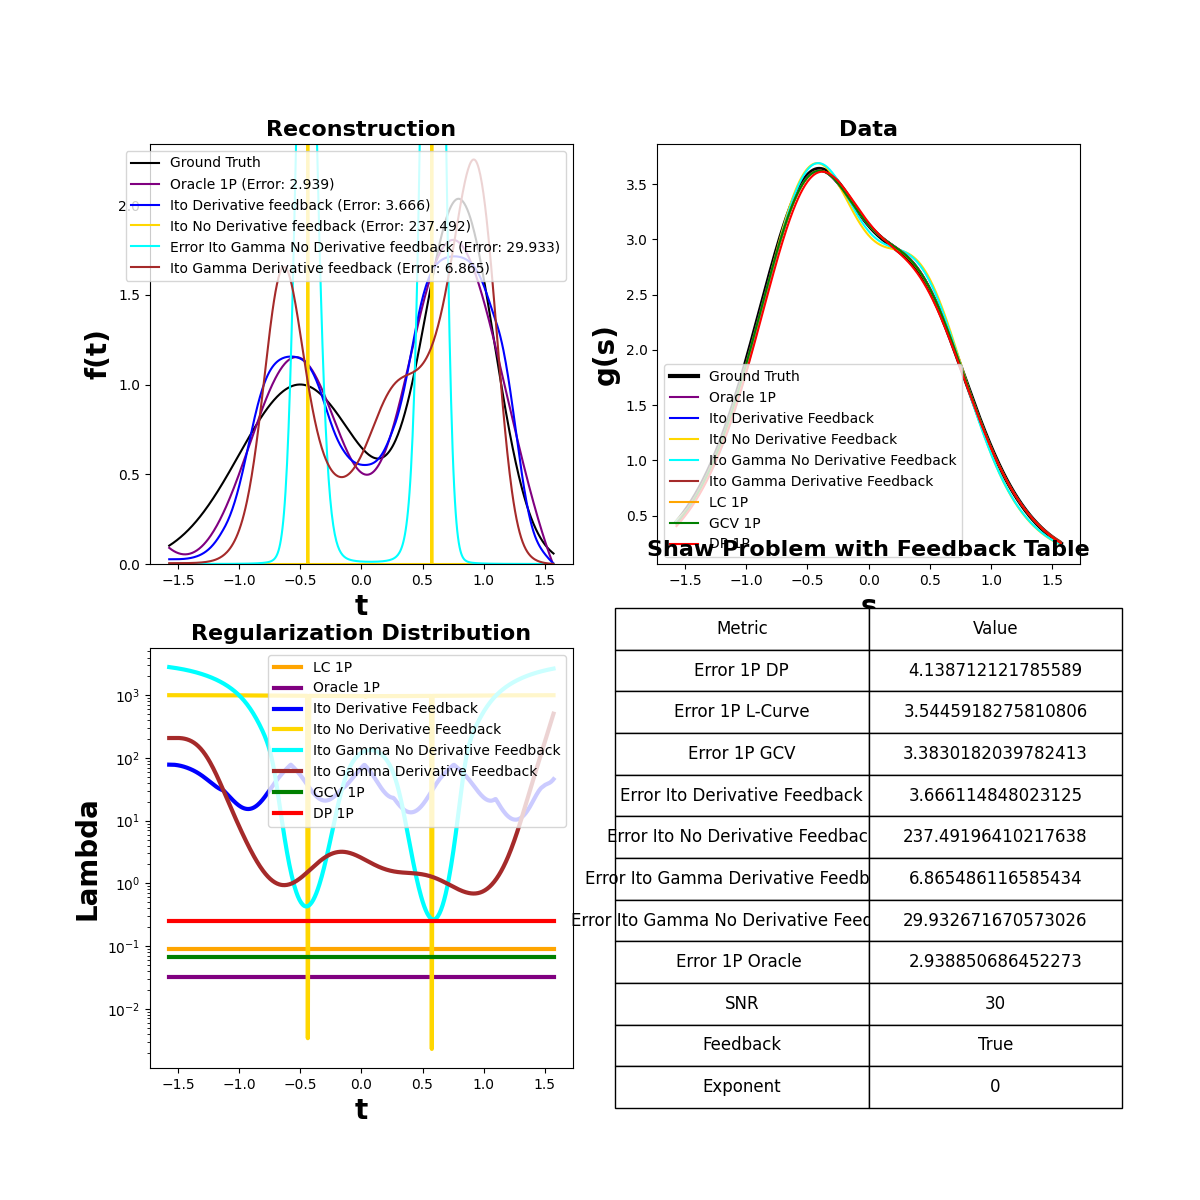 Reconstruction
Ground Truth
Oracle 1P (Error: 2.939)
Ito Derivative feedback (Error: 3.666)
Ito No Derivative feedback (Error: 237.492)
Error Ito Gamma No Derivative feedback (Error: 29.933)
Ito Gamma Derivative feedback (Error: 6.865)
2.0
1.5
1.0
0.5
0.0
f(t)
−1.5 −1.0 −0.5 0.0 0.5 1.0 1.5
t
Data
3.5
3.0
2.5
2.0
1.5
1.0
0.5
g(s)
Ground Truth
Oracle 1P
Ito Derivative Feedback
Ito No Derivative Feedback
Ito Gamma No Derivative Feedback
Ito Gamma Derivative Feedback
LC 1P
GCV 1P
DP 1P
−1.5 −1.0 −0.5 0.0 0.5 1.0 1.5
s
Regularization Distribution
LC 1P
Oracle 1P
Ito Derivative Feedback
Ito No Derivative Feedback
Ito Gamma No Derivative Feedback
Ito Gamma Derivative Feedback
GCV 1P
DP 1P
10³
10²
10¹
10⁰
10⁻¹
10⁻²
Lambda
−1.5 −1.0 −0.5 0.0 0.5 1.0 1.5
t
Shaw Problem with Feedback Table
Metric Value
Error 1P DP 4.138712121785589
Error 1P L-Curve 3.5445918275810806
Error 1P GCV 3.3830182039782413
Error Ito Derivative Feedback 3.666114848023125
Error Ito No Derivative Feedbac 237.49196410217638
Error Ito Gamma Derivative Feedb 6.865486116585434
Error Ito Gamma No Derivative Feed 29.932671670573026
Error 1P Oracle 2.938850686452273
SNR 30
Feedback True
Exponent 0